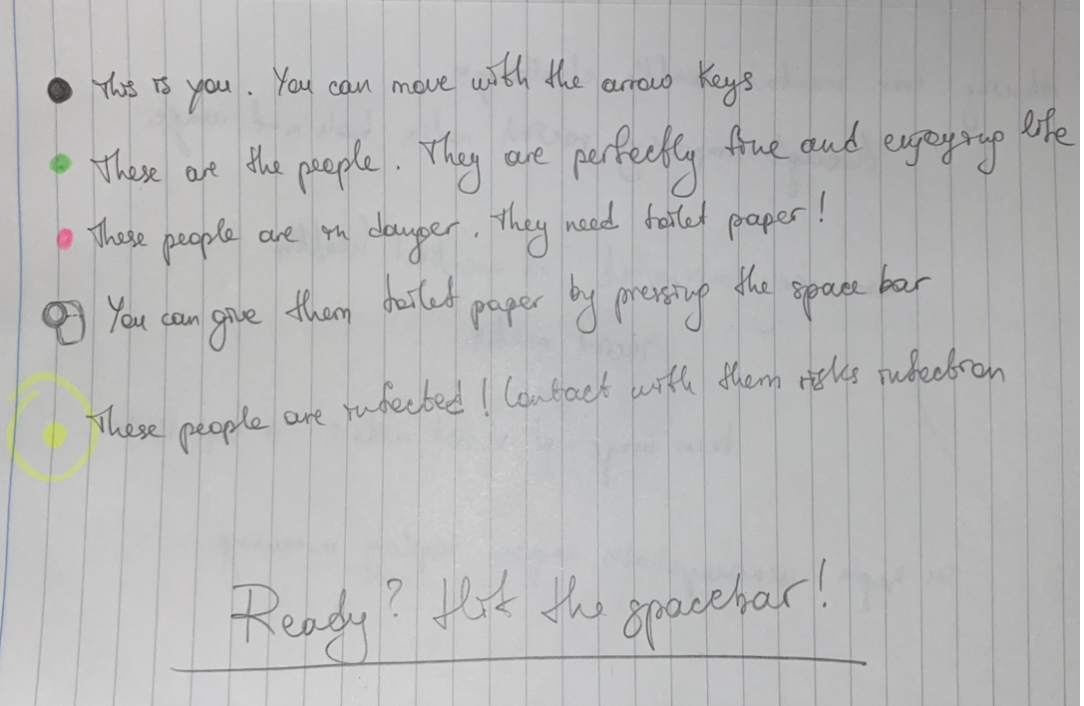 This is you. You can move with the arrow keys
These are the people. They are perfectly fine and enjoying life
These people are in danger. They need toilet paper!
You can give them toilet paper by pressing the space bar
These people are infected! Contact with them risks infection
Ready? Hit the spacebar!